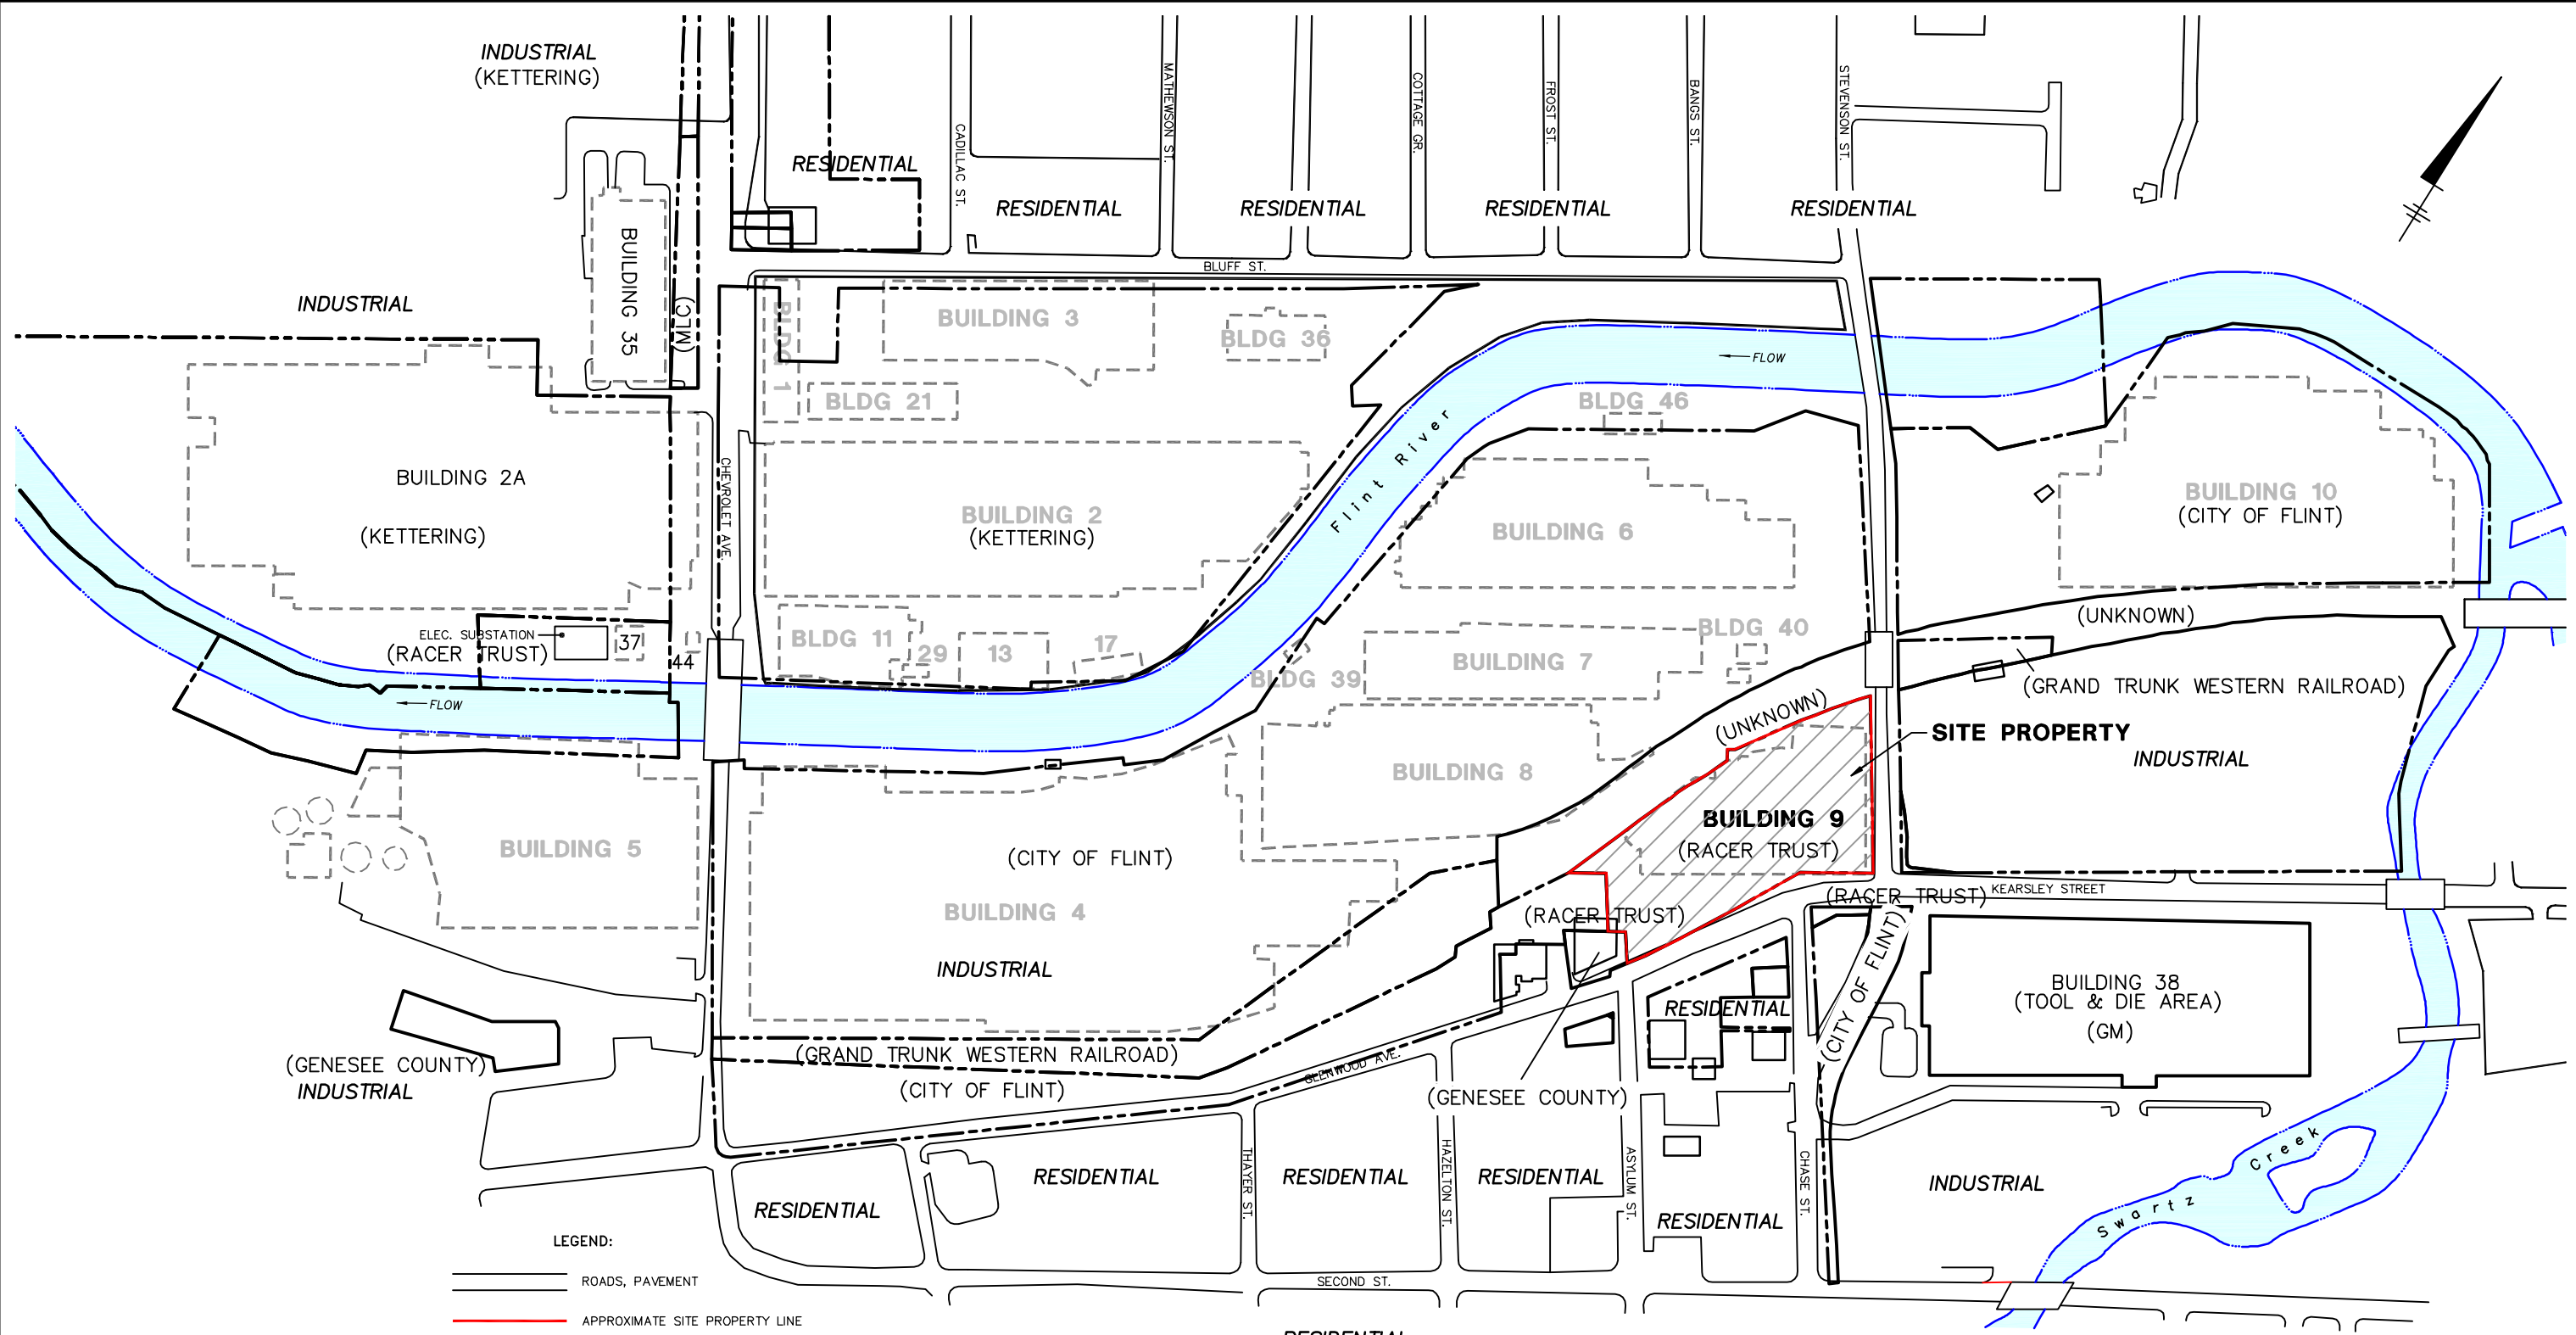 INDUSTRIAL
(KETTERING)
MATHEWSON ST.
COTTAGE GR.
FROST ST.
BANGS ST.
STEVENSON ST.
CADILLAC ST.
RESIDENTIAL
RESIDENTIAL
RESIDENTIAL
RESIDENTIAL
RESIDENTIAL
BUILDING 35
(MLC)
INDUSTRIAL
BLUFF ST.
BLDG 1
BUILDING 3
BLDG 36
BLDG 21
FLOW
BLDG 46
Flint River
BUILDING 2A
(KETTERING)
CHEVROLET AVE.
BUILDING 2
(KETTERING)
BUILDING 6
BUILDING 10
(CITY OF FLINT)
ELEC. SUBSTATION
(RACER TRUST)
37
44
BLDG 11
29
13
17
BLDG 39
BUILDING 7
BLDG 40
(UNKNOWN)
(GRAND TRUNK WESTERN RAILROAD)
FLOW
(UNKNOWN)
SITE PROPERTY
INDUSTRIAL
BUILDING 8
BUILDING 9
(RACER TRUST)
BUILDING 5
(CITY OF FLINT)
BUILDING 4
INDUSTRIAL
(RACER TRUST)
(RACER TRUST)
KEARSLEY STREET
(CITY OF FLINT)
RESIDENTIAL
BUILDING 38
(TOOL & DIE AREA)
(GM)
(GENESEE COUNTY)
INDUSTRIAL
(GRAND TRUNK WESTERN RAILROAD)
(CITY OF FLINT)
GLENWOOD AVE.
(GENESEE COUNTY)
THAYER ST.
HAZELTON ST.
ASYLUM ST.
CHASE ST.
RESIDENTIAL
RESIDENTIAL
RESIDENTIAL
RESIDENTIAL
RESIDENTIAL
INDUSTRIAL
Swartz Creek
SECOND ST.
LEGEND:
ROADS, PAVEMENT
APPROXIMATE SITE PROPERTY LINE
RESIDENTIAL